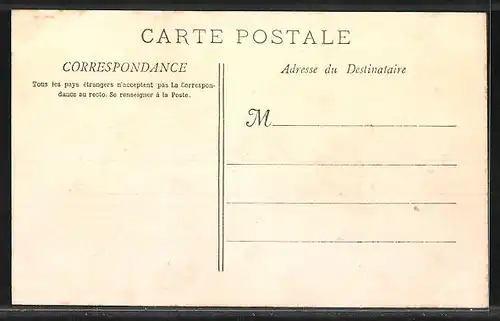 CARTE POSTALE
CORRESPONDANCE
Tous les pays étrangers n'acceptent pas La Correspon-
dance au recto. Se renseigner à la Poste.
Adresse du Destinataire
M